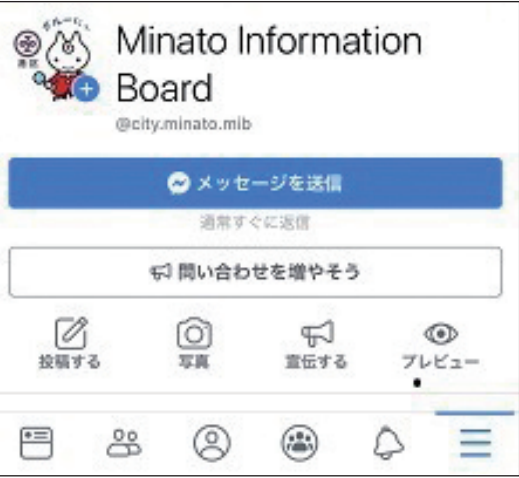 Minato Information
Board
@city.minato.mib
メッセージを送信
通常すぐに返信
問い合わせを増やそう
投稿する
写真
宣伝する
プレビュー